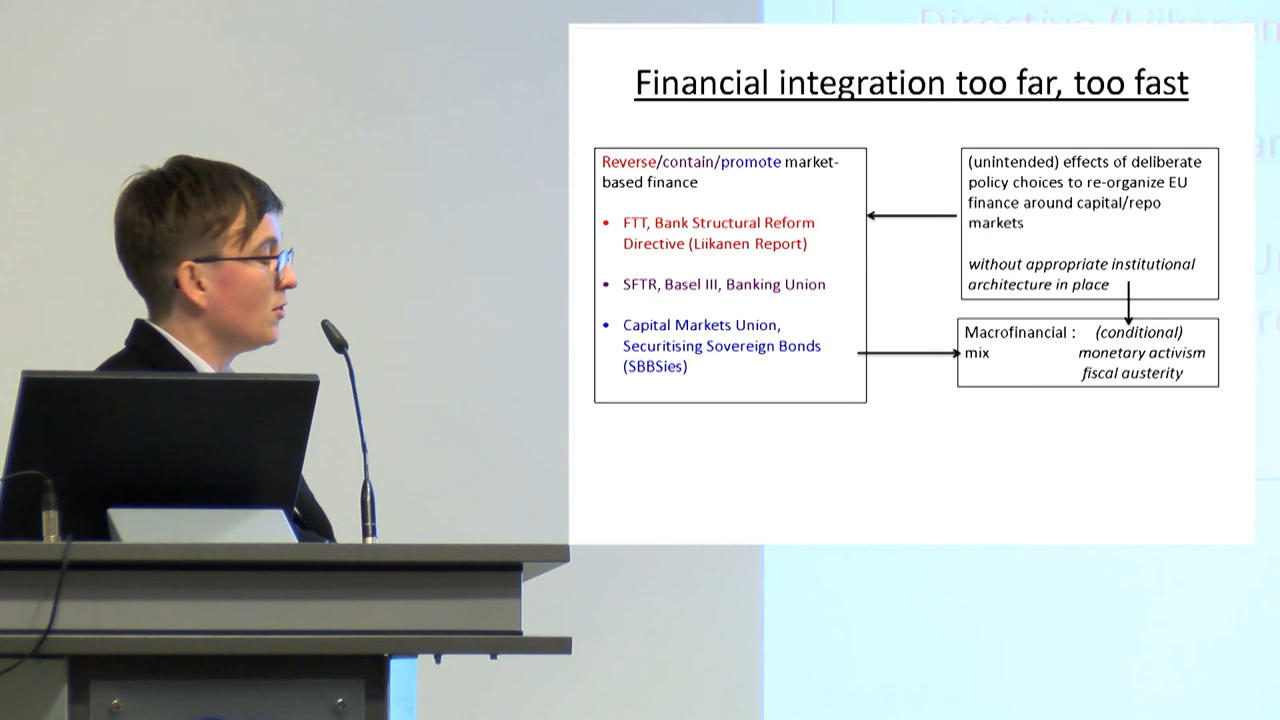 Financial integration too far, too fast
Reverse/contain/promote market-
based finance
• FTT, Bank Structural Reform
Directive (Liikanen Report)
• SFTR, Basel III, Banking Union
• Capital Markets Union,
Securitising Sovereign Bonds
(SBBSies)
(unintended) effects of deliberate
policy choices to re-organize EU
finance around capital/repo
markets
without appropriate institutional
architecture in place
Macrofinancial : (conditional)
mix monetary activism
fiscal austerity
Directive (Liikanen